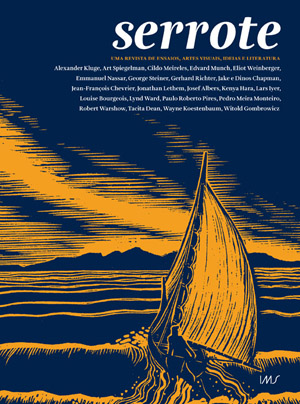 serrote
UMA REVISTA DE ENSAIOS, ARTES VISUAIS, IDEIAS E LITERATURA
Alexander Kluge, Art Spiegelman, Cildo Meireles, Edvard Munch, Eliot Weinberger,
Emmanuel Nassar, George Steiner, Gerhard Richter, Jake e Dinos Chapman,
Jean-François Chevrier, Jonathan Lethem, Josef Albers, Kenya Hara, Lars Iyer,
Louise Bourgeois, Lynd Ward, Paulo Roberto Pires, Pedro Meira Monteiro,
Robert Warshow, Tacita Dean, Wayne Koestenbaum, Witold Gombrowicz
IMS